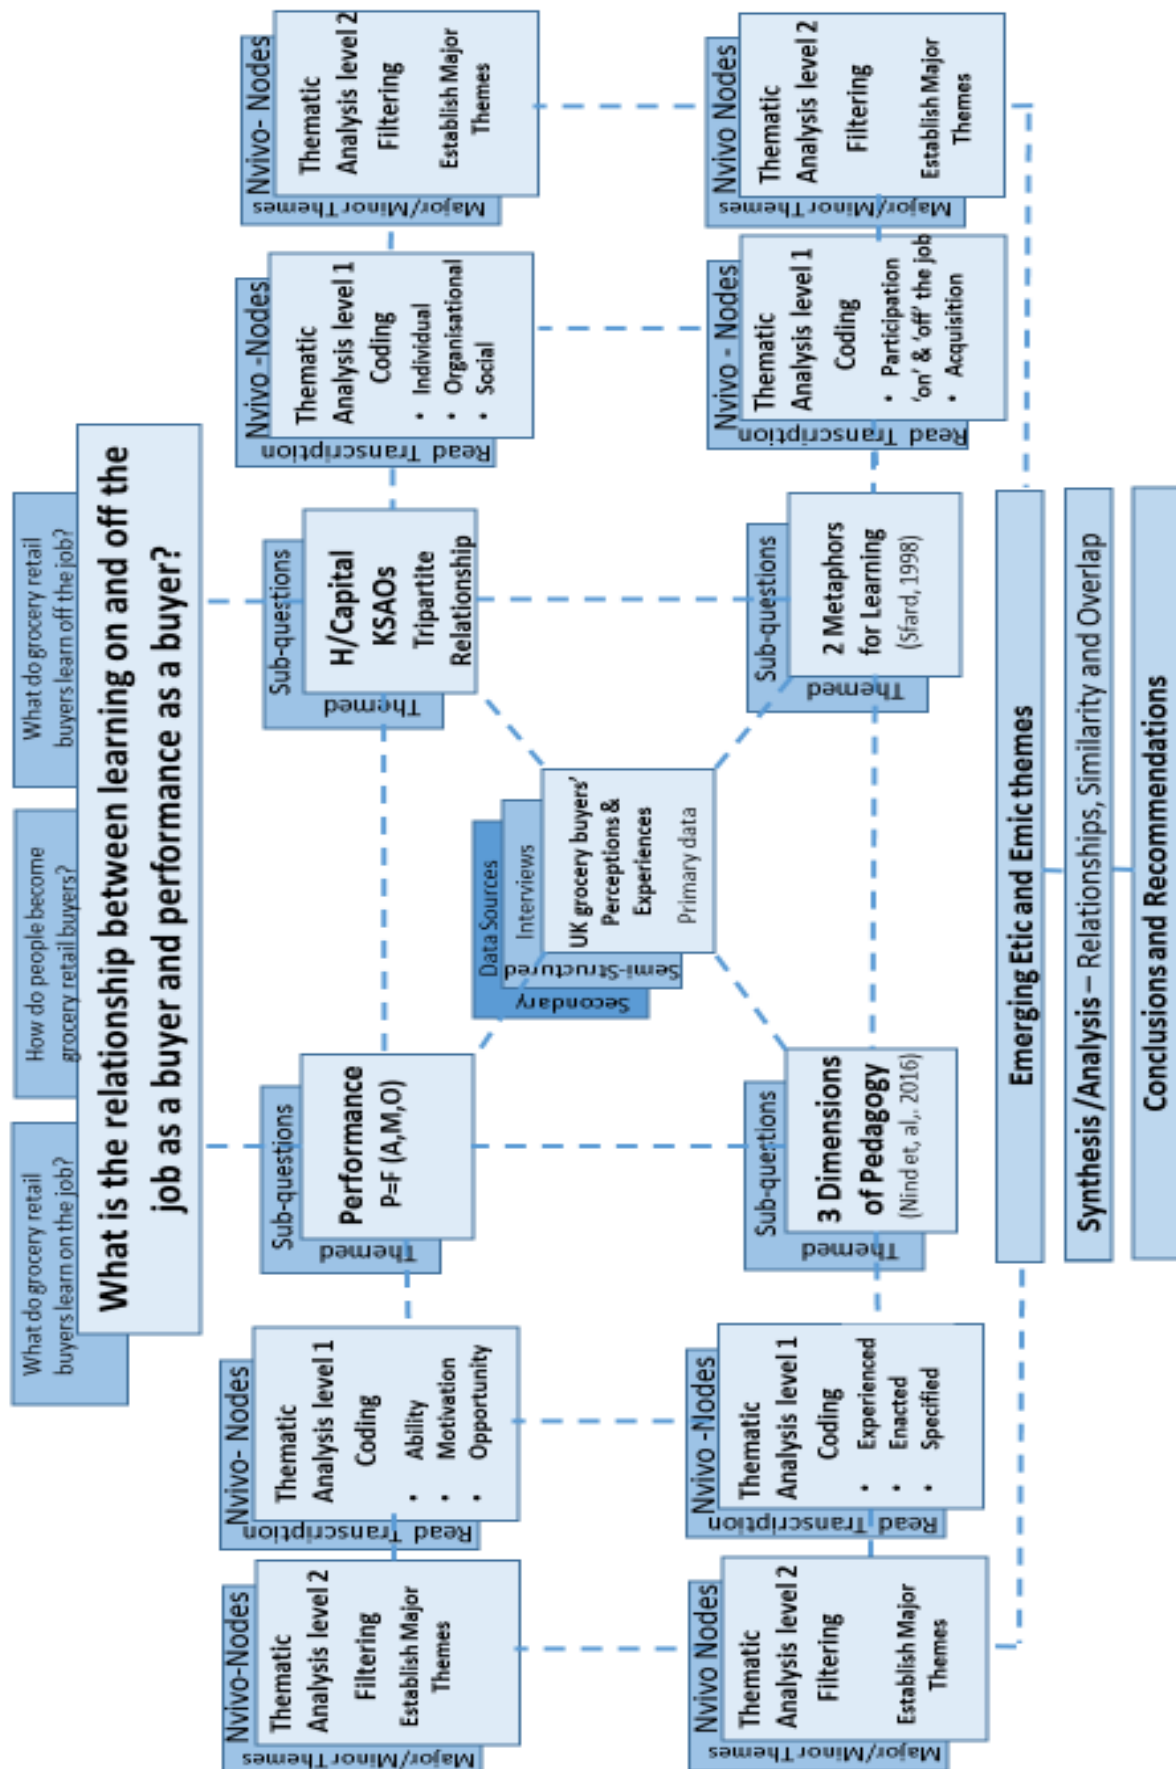 What do grocery retail
buyers learn on the job?
How do people become
grocery retail buyers?
What do grocery retail
buyers learn off the job?
What is the relationship between learning on and off the
job as a buyer and performance as a buyer?
Nvivo-Nodes
Major/Minor Themes
Thematic
Analysis level 2
Filtering
Establish Major
Themes
Nvivo- Nodes
Read Transcription
Thematic
Analysis level 1
Coding
• Ability
• Motivation
• Opportunity
Sub-questions
Themed
Performance
P=F (A,M,O)
Sub-questions
Themed
H/Capital
KSAOs
Tripartite
Relationship
Nvivo -Nodes
Read Transcription
Thematic
Analysis level 1
Coding
• Individual
• Organisational
• Social
Nvivo- Nodes
Major/Minor Themes
Thematic
Analysis level 2
Filtering
Establish Major
Themes
Data Sources
Secondary
Interviews
Semi-Structured
UK grocery buyers’
Perceptions &
Experiences
Primary data
Nvivo Nodes
Major/Minor Themes
Thematic
Analysis level 2
Filtering
Establish Major
Themes
Nvivo -Nodes
Read Transcription
Thematic
Analysis level 1
Coding
• Experienced
• Enacted
• Specified
Sub-questions
Themed
3 Dimensions
of Pedagogy
(Nind et, al,. 2016)
Sub-questions
Themed
2 Metaphors
for Learning
(Sfard, 1998)
Nvivo - Nodes
Read Transcription
Thematic
Analysis level 1
Coding
• Participation
‘on’ & ‘off’ the job
• Acquisition
Nvivo Nodes
Major/Minor Themes
Thematic
Analysis level 2
Filtering
Establish Major
Themes
Emerging Etic and Emic themes
Synthesis /Analysis – Relationships, Similarity and Overlap
Conclusions and Recommendations